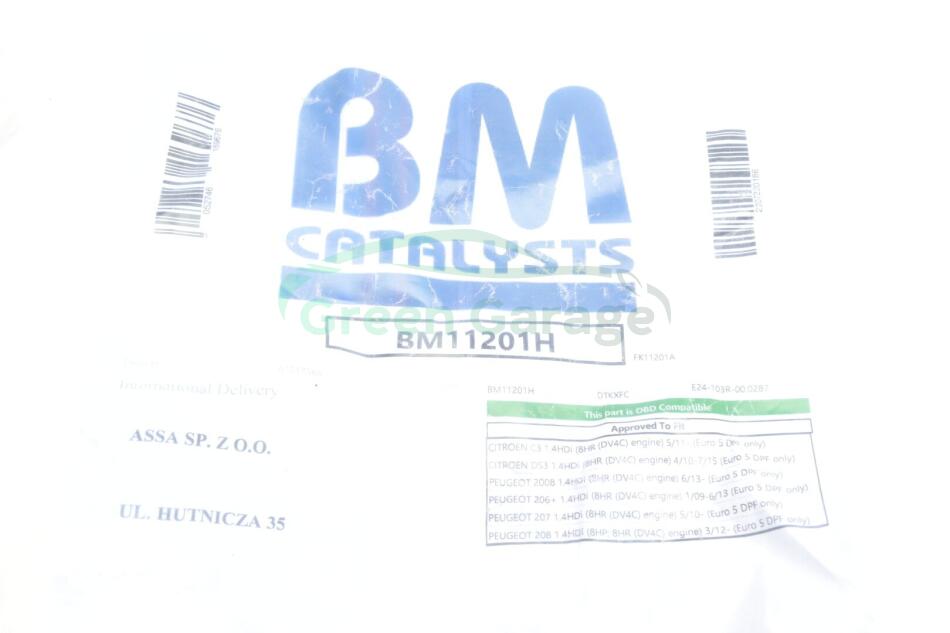 BM
CATALYSTS
Green Garage
BM11201H
FK11201A
International Delivery
ASSA SP. Z O.O.
UL. HUTNICZA 35
BM11201H D1KXFC E24-103R-00.0287
This part is OBD Compatible
Approved To Fit
CITROEN C3 1.4HDi (8HR (DV4C) engine) 5/11- (Euro 5 DPF only)
CITROEN DS3 1.4HDi (8HR (DV4C) engine) 4/10-7/15 (Euro 5 DPF only)
PEUGEOT 2008 1.4HDi (8HR (DV4C) engine) 6/13- (Euro 5 DPF only)
PEUGEOT 206+ 1.4HDi (8HR (DV4C) engine) 1/09-6/13 (Euro 5 DPF only)
PEUGEOT 207 1.4HDi (8HR (DV4C) engine) 5/10- (Euro 5 DPF only)
PEUGEOT 208 1.4HDi (8HP; 8HR (DV4C) engine) 3/12- (Euro 5 DPF only)